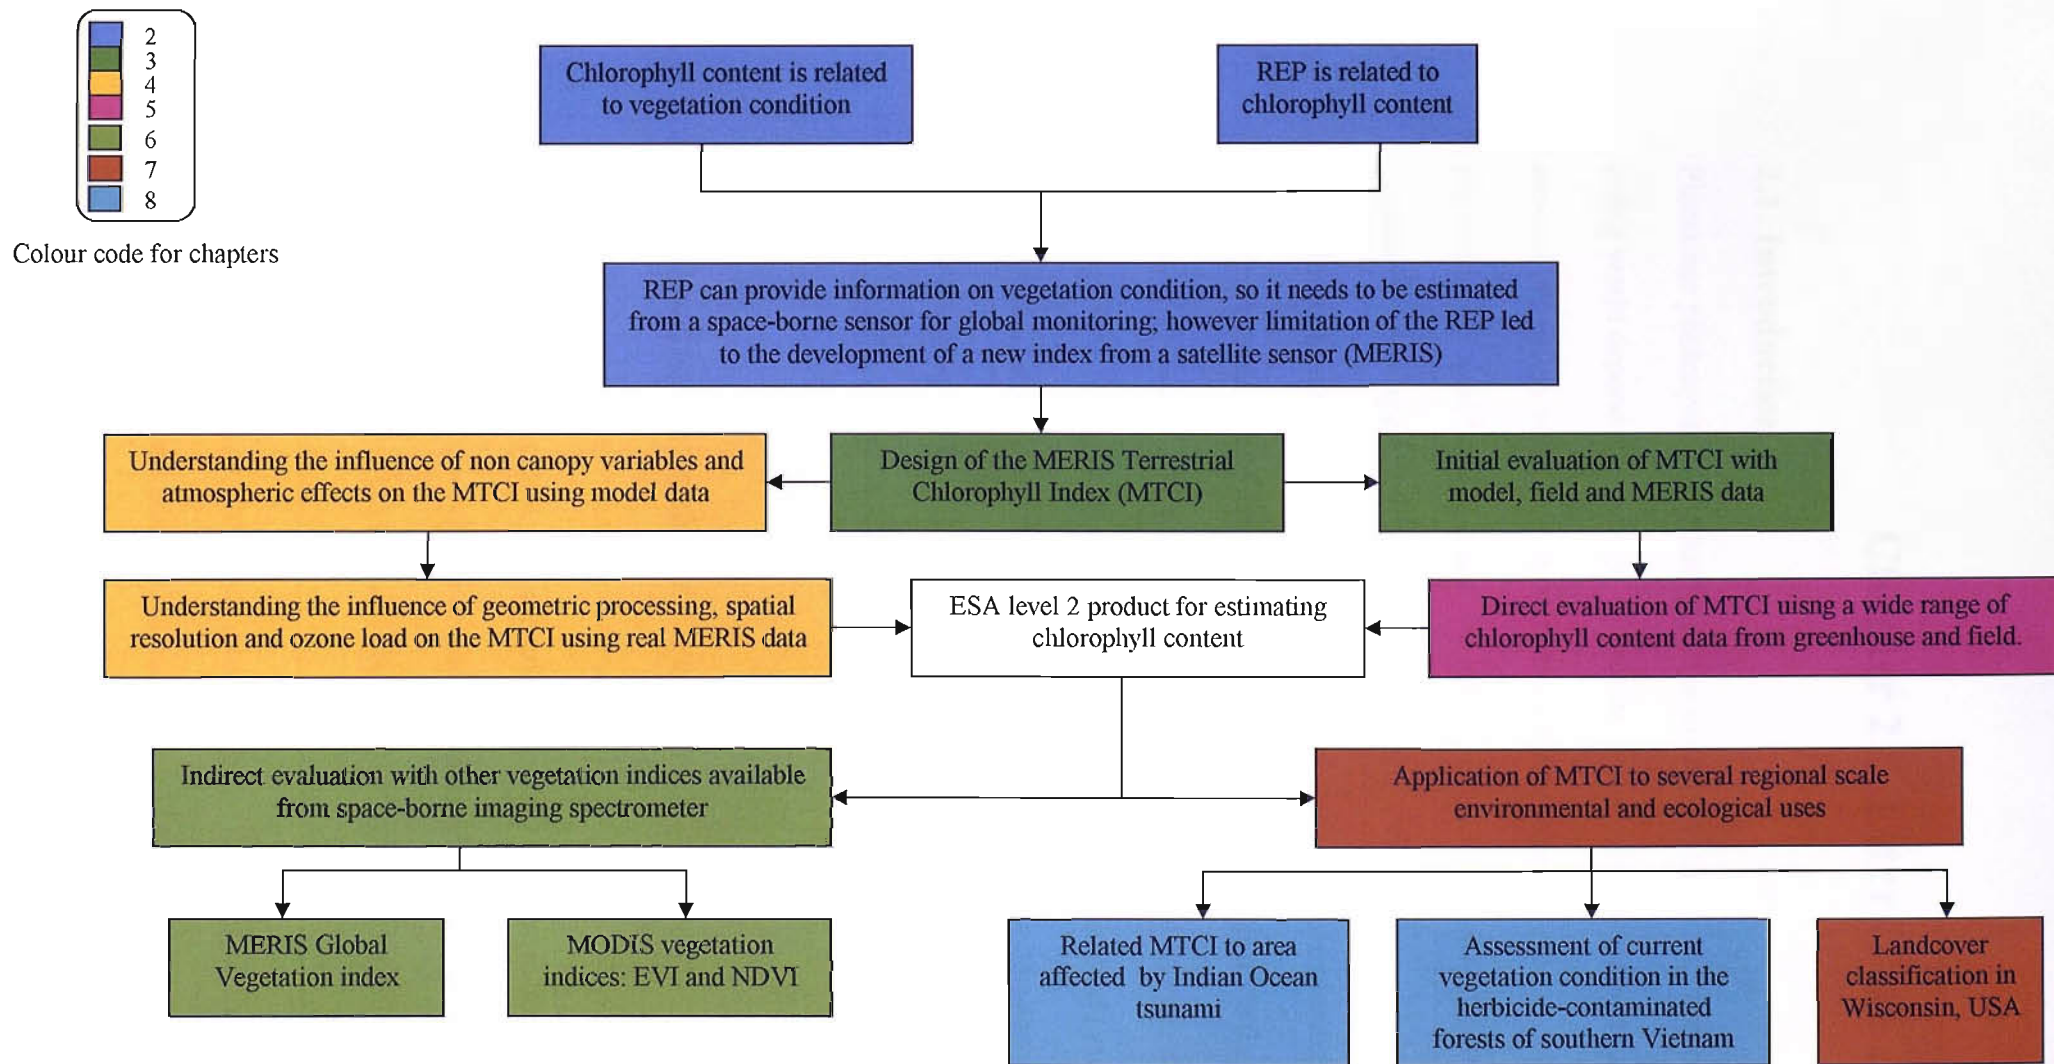 2
3
4
5
6
7
8
Colour code for chapters
Chlorophyll content is related
to vegetation condition
REP is related to
chlorophyll content
REP can provide information on vegetation condition, so it needs to be estimated
from a space-borne sensor for global monitoring; however limitation of the REP led
to the development of a new index from a satellite sensor (MERIS)
Understanding the influence of non canopy variables and
atmospheric effects on the MTCI using model data
Design of the MERIS Terrestrial
Chlorophyll Index (MTCI)
Initial evaluation of MTCI with
model, field and MERIS data
Understanding the influence of geometric processing, spatial
resolution and ozone load on the MTCI using real MERIS data
ESA level 2 product for estimating
chlorophyll content
Direct evaluation of MTCI uisng a wide range of
chlorophyll content data from greenhouse and field.
Indirect evaluation with other vegetation indices available
from space-borne imaging spectrometer
Application of MTCI to several regional scale
environmental and ecological uses
MERIS Global
Vegetation index
MODIS vegetation
indices: EVI and NDVI
Related MTCI to area
affected by Indian Ocean
tsunami
Assessment of current
vegetation condition in the
herbicide-contaminated
forests of southern Vietnam
Landcover
classification in
Wisconsin, USA